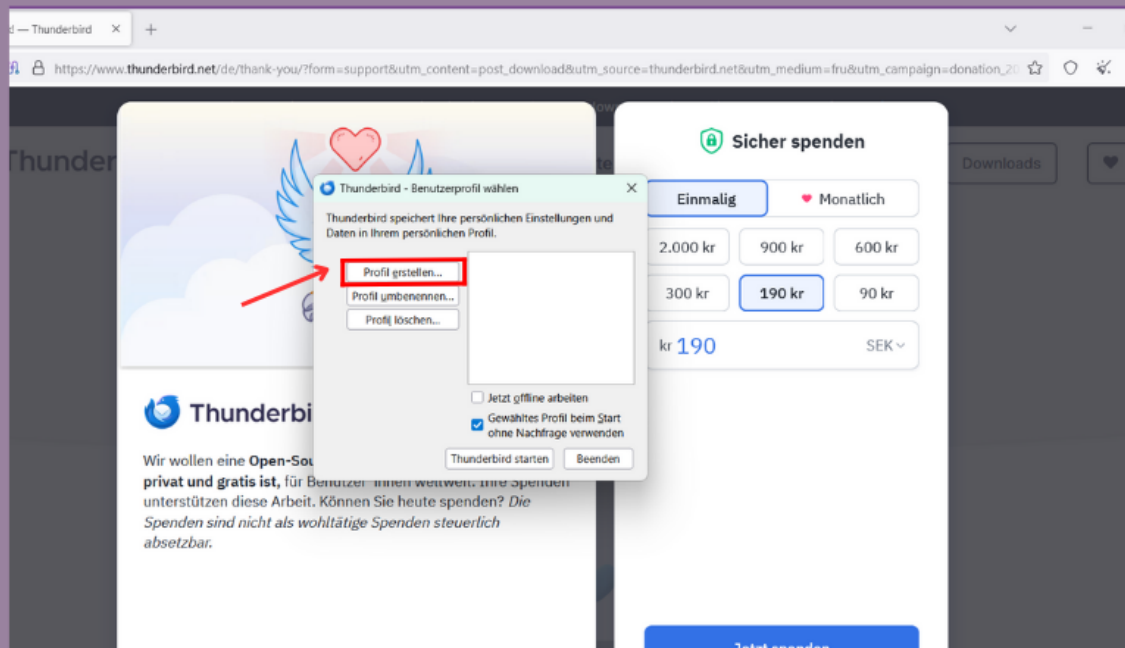 — Thunderbird
https://www.thunderbird.net/de/thank-you/?form=support&utm_content=post_download&utm_source=thunderbird.net&utm_medium=fru&utm_campaign=donation_20
Thunder
Downloads
Sicher spenden
Einmalig
Monatlich
2.000 kr
900 kr
600 kr
300 kr
190 kr
90 kr
kr 190
SEK
Jetzt spenden
Thunderbird - Benutzerprofil wählen
Thunderbird speichert Ihre persönlichen Einstellungen und
Daten in Ihrem persönlichen Profil.
Profil erstellen...
Profil umbenennen...
Profil löschen...
Jetzt offline arbeiten
Gewähltes Profil beim Start
ohne Nachfrage verwenden
Thunderbird starten
Beenden
Thunderbi
Wir wollen eine Open-Sou
privat und gratis ist, für Benutzer*innen weltweit. Ihre Spenden
unterstützen diese Arbeit. Können Sie heute spenden? Die
Spenden sind nicht als wohltätige Spenden steuerlich
absetzbar.